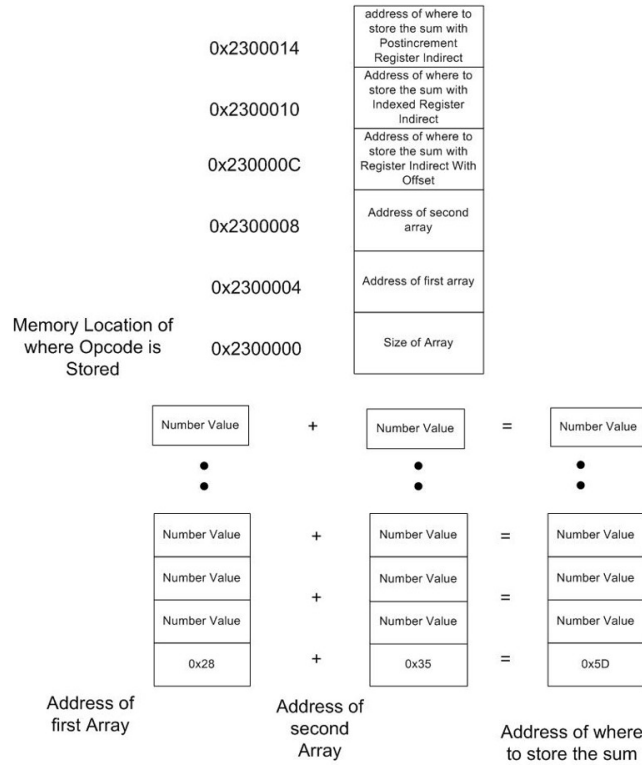 0x2300014
address of where to
store the sum with
Postincrement
Register Indirect
0x2300010
Address of where to
store the sum with
Indexed Register
Indirect
0x230000C
Address of where to
store the sum with
Register Indirect With
Offset
0x2300008
Address of second
array
0x2300004
Address of first array
Memory Location of
where Opcode is
Stored
0x2300000
Size of Array
Number Value + Number Value = Number Value
Number Value + Number Value = Number Value
Number Value + Number Value = Number Value
Number Value Number Value Number Value
0x28 + 0x35 = 0x5D
Address of
first Array
Address of
second
Array
Address of where
to store the sum